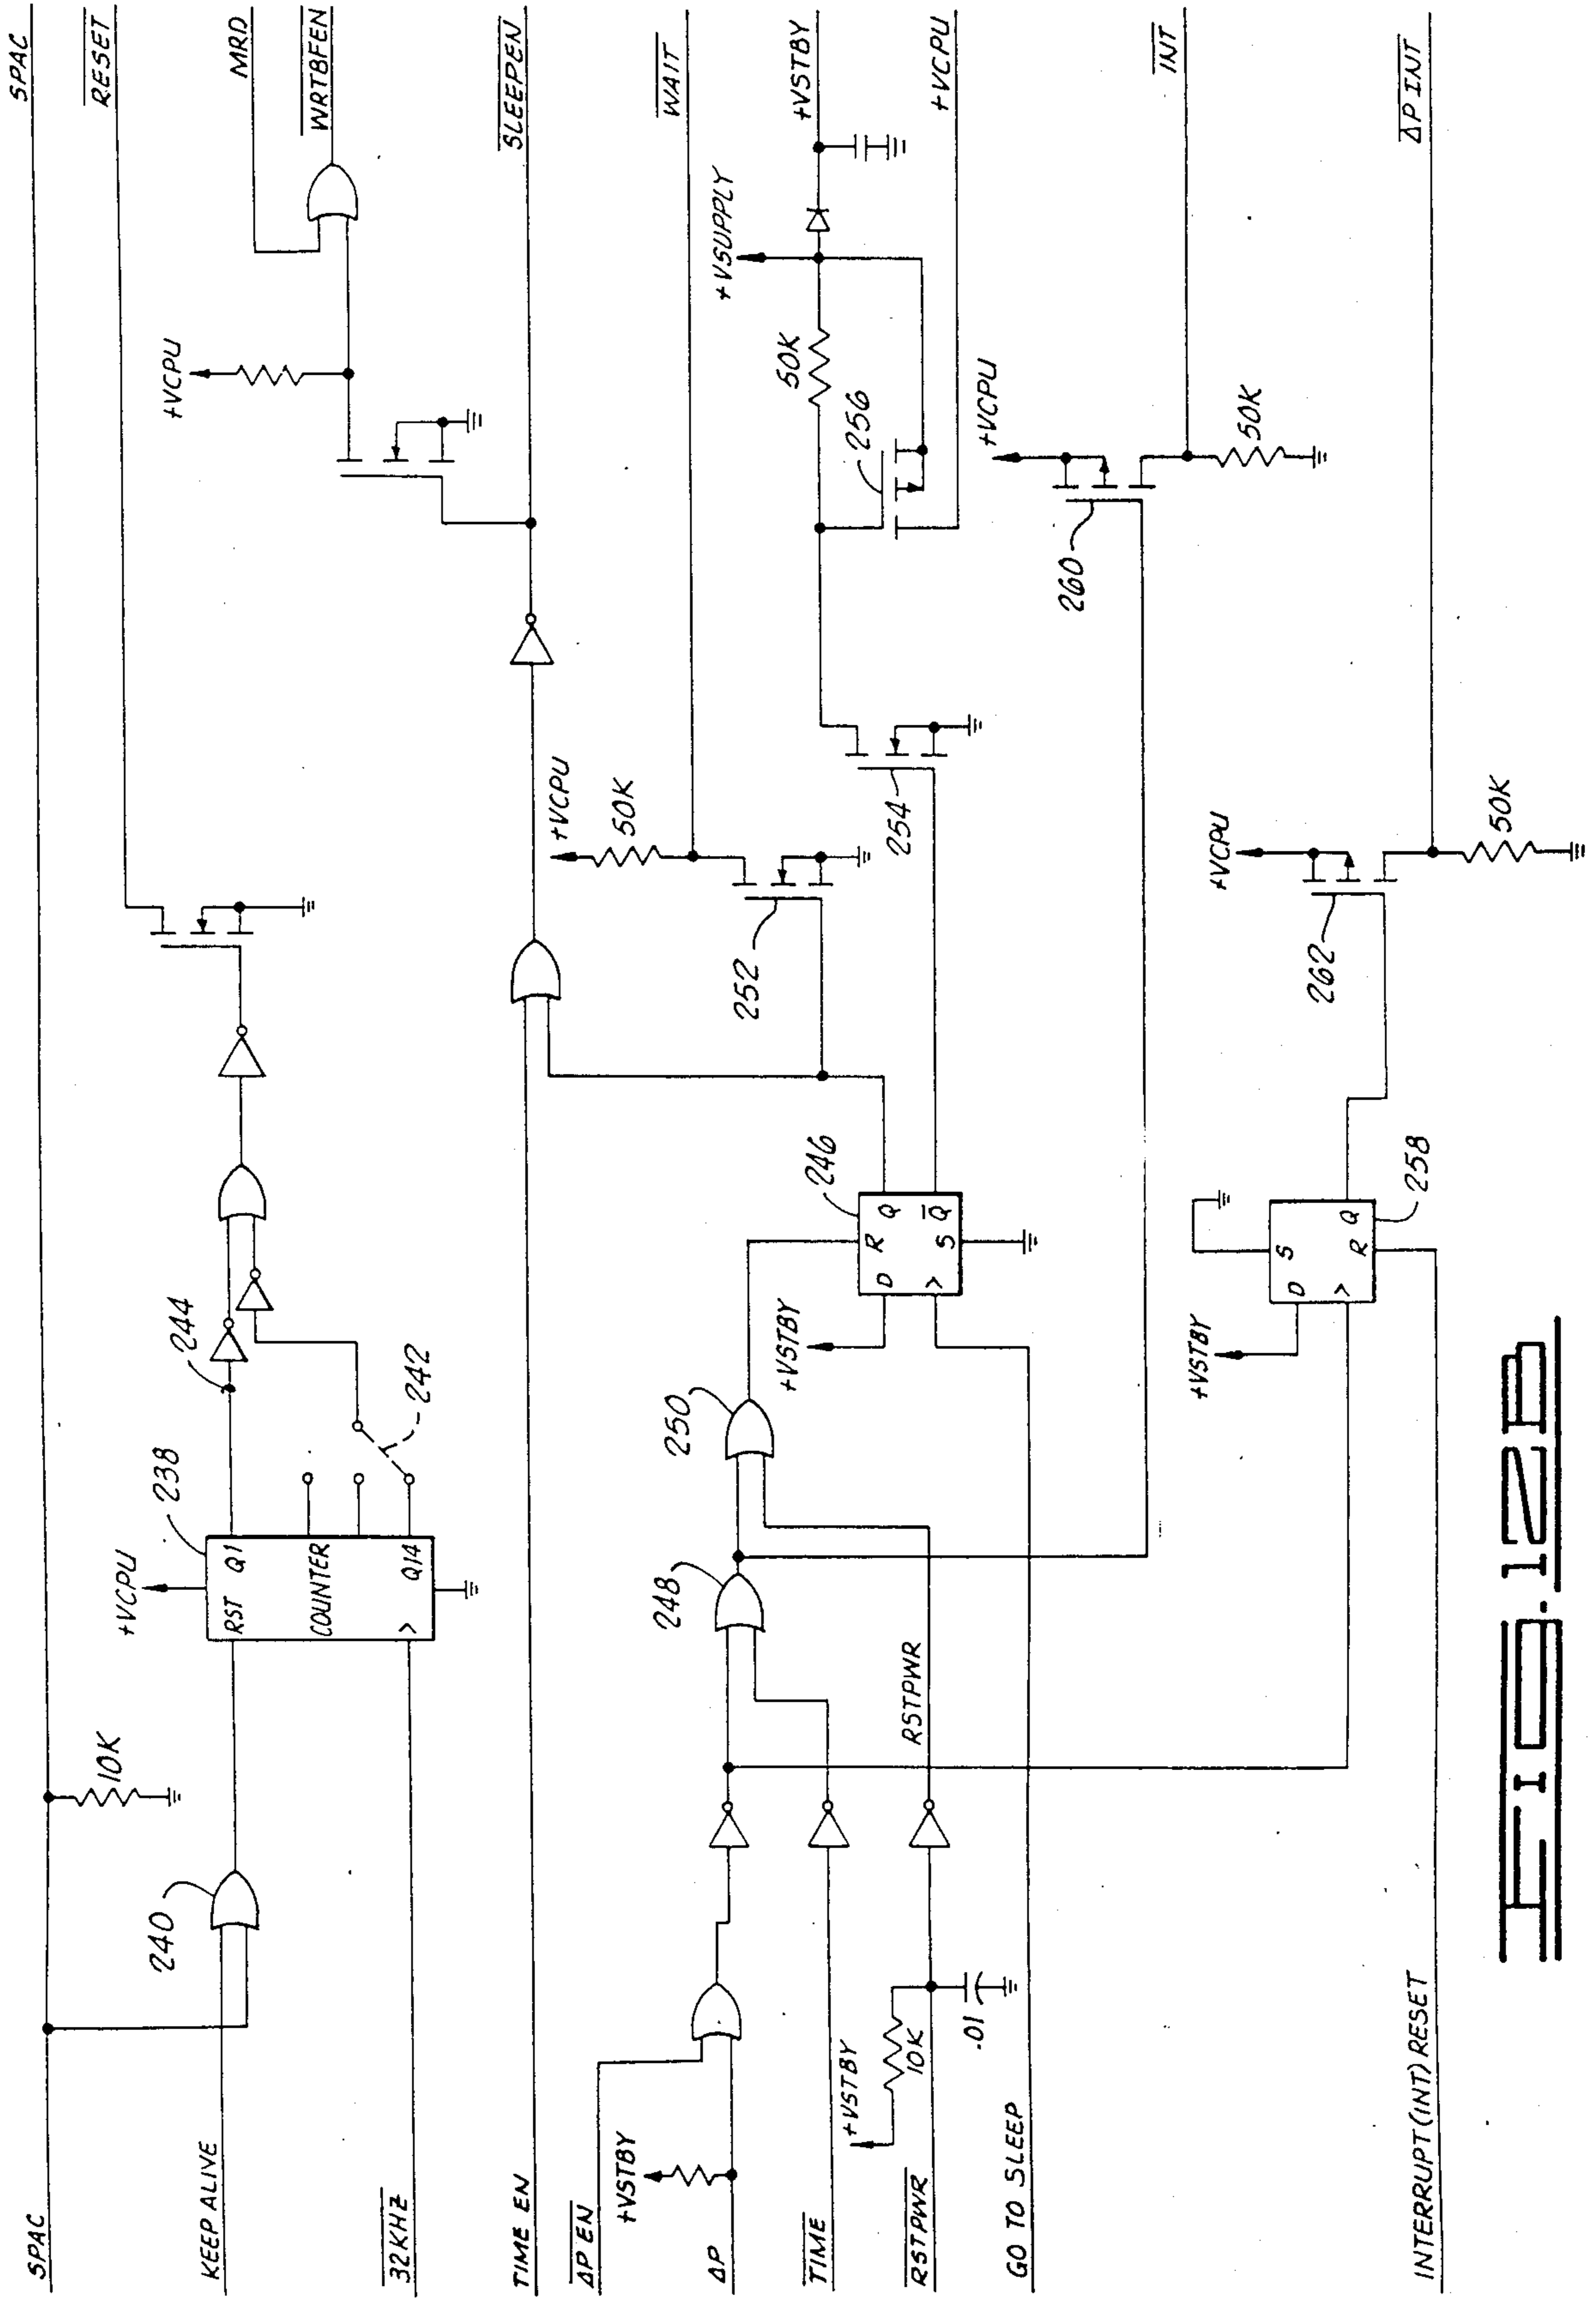 SPAC
SPAC
RESET
KEEP ALIVE
32KHZ
240
10K
+VCPU
238
RST Q1
COUNTER
> Q14
244
242
+VCPU
MRD
WRTBFEN
TIME EN
SLEEPEN
ΔP EN
+VSTBY
ΔP
TIME
+VSTBY
10K
.01
RSTPWR
RSTPWR
GO TO SLEEP
248
250
+VSTBY
246
D R Q
> S Q
252
+VCPU
50K
WAIT
254
256
50K
+VSUPPLY
+VSTBY
+VCPU
260
+VCPU
50K
INT
INTERRUPT (INT) RESET
+VSTBY
D S
> R Q
258
262
+VCPU
50K
ΔP INT
FIG. 12B